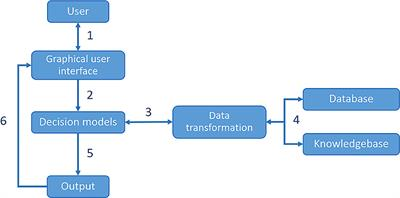 User
1
Graphical user
interface
2
6
Decision models
3
Data
transformation
Database
4
Knowledgebase
5
Output